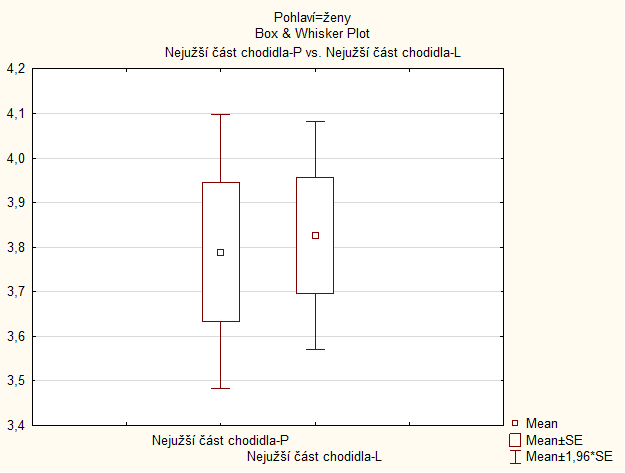 Pohlaví=ženy
Box & Whisker Plot
Nejužší část chodidla-P vs. Nejužší část chodidla-L
4,2
4,1
4,0
3,9
3,8
3,7
3,6
3,5
3,4
Nejužší část chodidla-P
Nejužší část chodidla-L
Mean
Mean±SE
Mean±1,96*SE